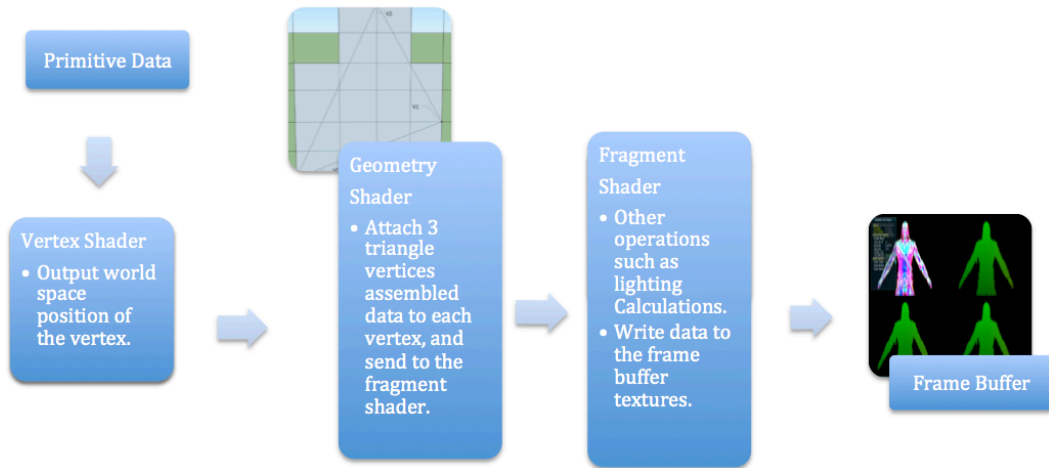 Primitive Data
V2
V1
Vertex Shader
• Output world
space
position of
the vertex.
Geometry
Shader
• Attach 3
triangle
vertices
assembled
data to each
vertex, and
send to the
fragment
shader.
Fragment
Shader
• Other
operations
such as
lighting
Calculations.
• Write data to
the frame
buffer
textures.
Frame Buffer